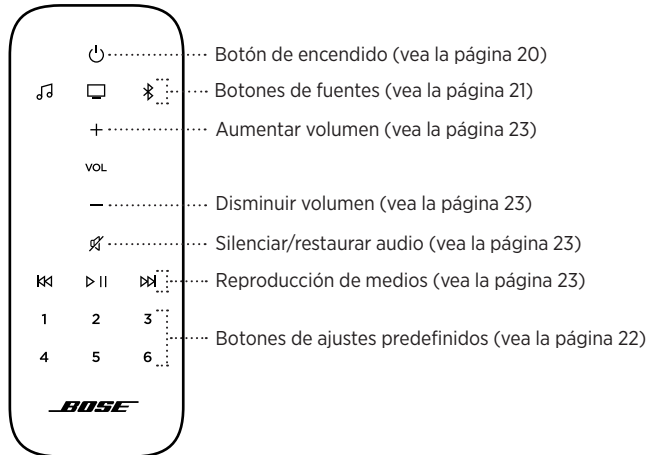 Botón de encendido (vea la página 20)
Botones de fuentes (vea la página 21)
Aumentar volumen (vea la página 23)
VOL
Disminuir volumen (vea la página 23)
Silenciar/restaurar audio (vea la página 23)
Reproducción de medios (vea la página 23)
1 2 3
Botones de ajustes predefinidos (vea la página 22)
4 5 6
BOSE